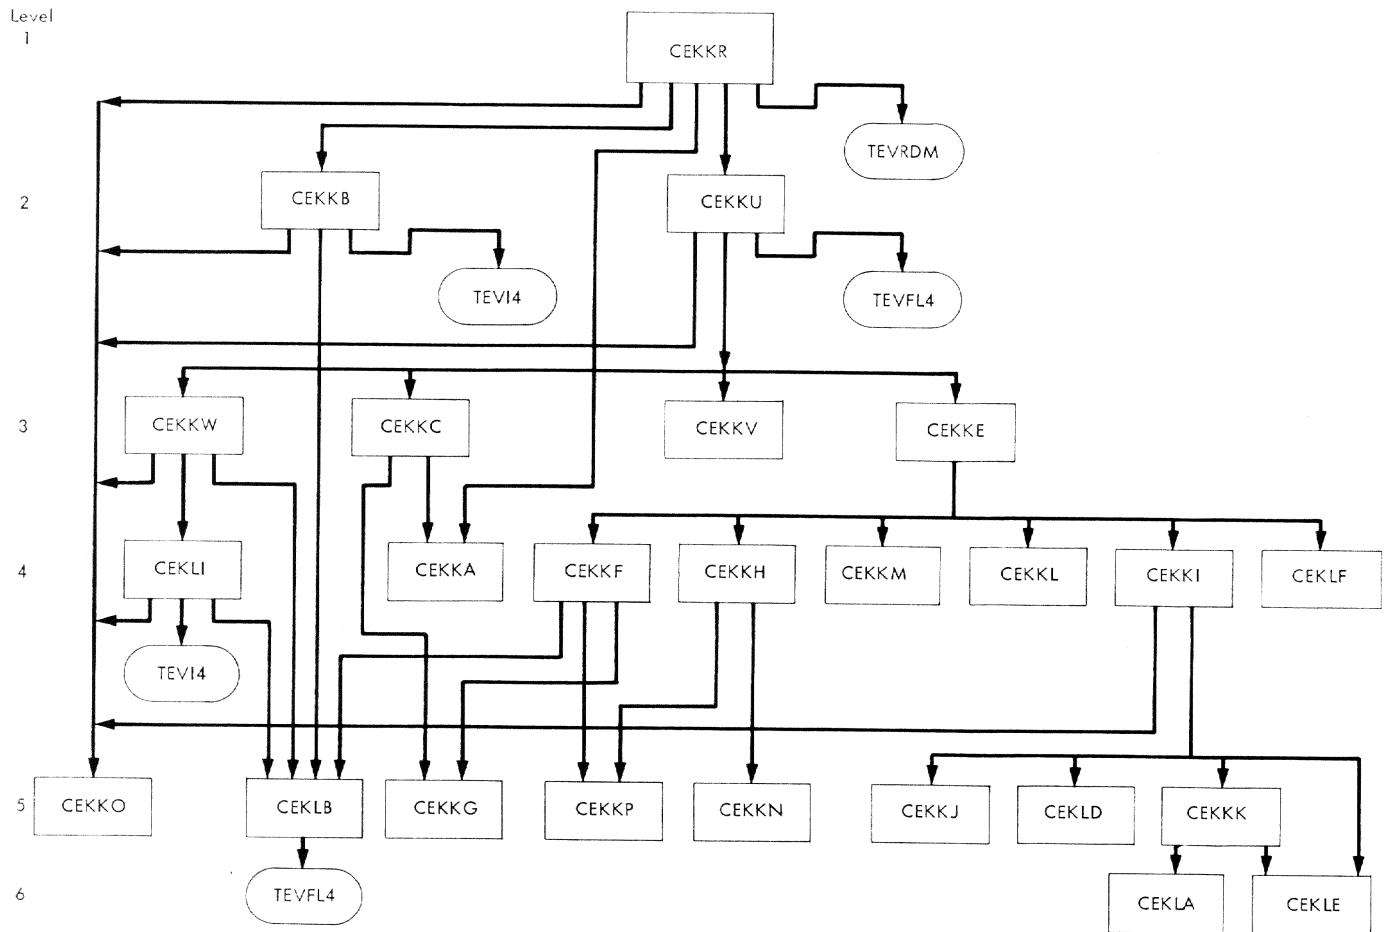 Level
1
CEKKR
TEVRDM
2
CEKKB
CEKKU
TEVI4
TEVFL4
3
CEKKW
CEKKC
CEKKV
CEKKE
4
CEKLI
CEKKA
CEKKF
CEKKH
CEKKM
CEKKL
CEKKI
CEKLF
TEVI4
5
CEKKO
CEKLB
CEKKG
CEKKP
CEKKN
CEKKJ
CEKLD
CEKKK
6
TEVFL4
CEKLA
CEKLE